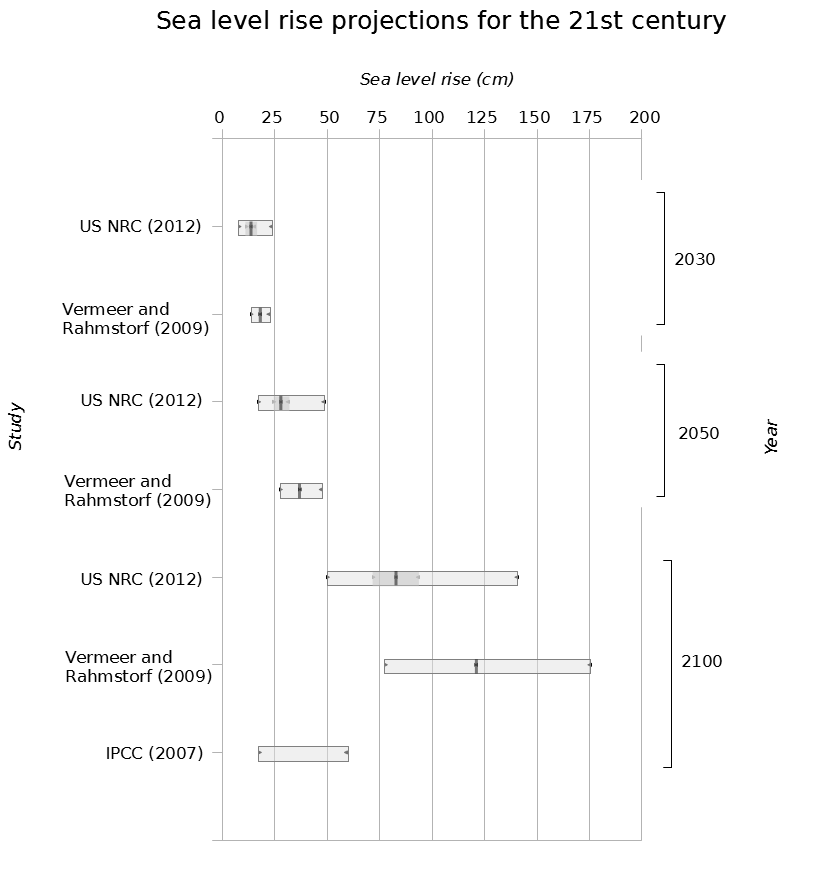 Sea level rise projections for the 21st century
Sea level rise (cm)
0 25 50 75 100 125 150 175 200
US NRC (2012)
2030
Vermeer and
Rahmstorf (2009)
US NRC (2012)
Study
Year
2050
Vermeer and
Rahmstorf (2009)
US NRC (2012)
Vermeer and
Rahmstorf (2009)
2100
IPCC (2007)